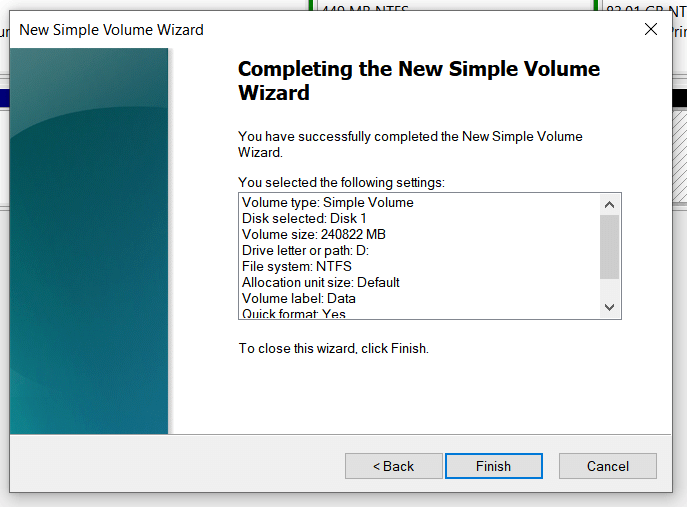 449 MB NTFS
New Simple Volume Wizard
Completing the New Simple Volume
Wizard
You have successfully completed the New Simple Volume
Wizard.
You selected the following settings:
Volume type: Simple Volume
Disk selected: Disk 1
Volume size: 240822 MB
Drive letter or path: D:
File system: NTFS
Allocation unit size: Default
Volume label: Data
Quick format: Yes
To close this wizard, click Finish.
< Back
Finish
Cancel